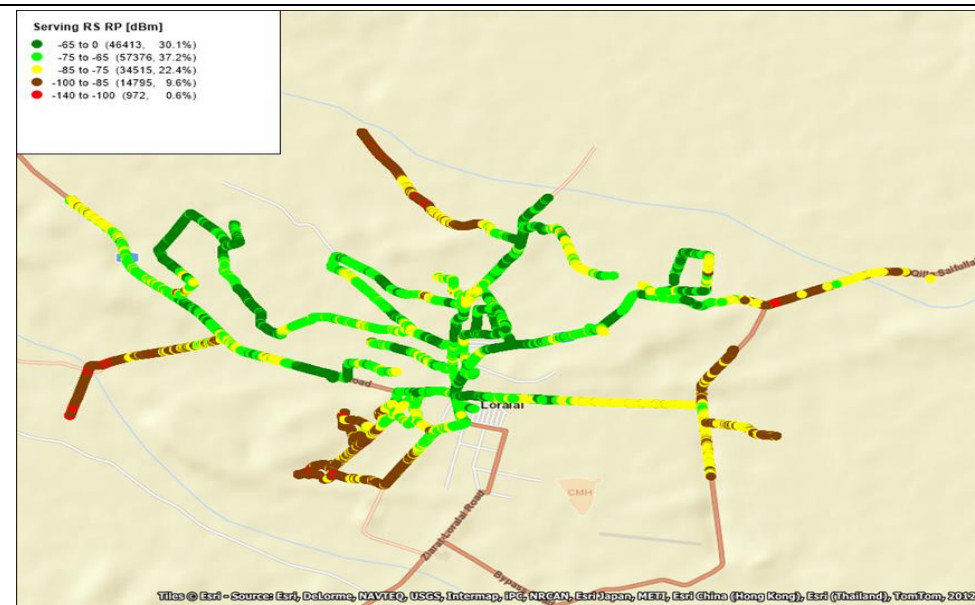 Serving RS RP [dBm]
-65 to 0 (46413, 30.1%)
-75 to -65 (57376, 37.2%)
-85 to -75 (34515, 22.4%)
-100 to -85 (14795, 9.6%)
-140 to -100 (972, 0.6%)
Road
Loralai
CMH
Ziarat-Loralai Road
Tiles © Esri - Source: Esri, DeLorme, NAVTEQ, USGS, Intermap, iPC, NRCAN, Esri Japan, METI, Esri China (Hong Kong), Esri (Thailand), TomTom, 2012